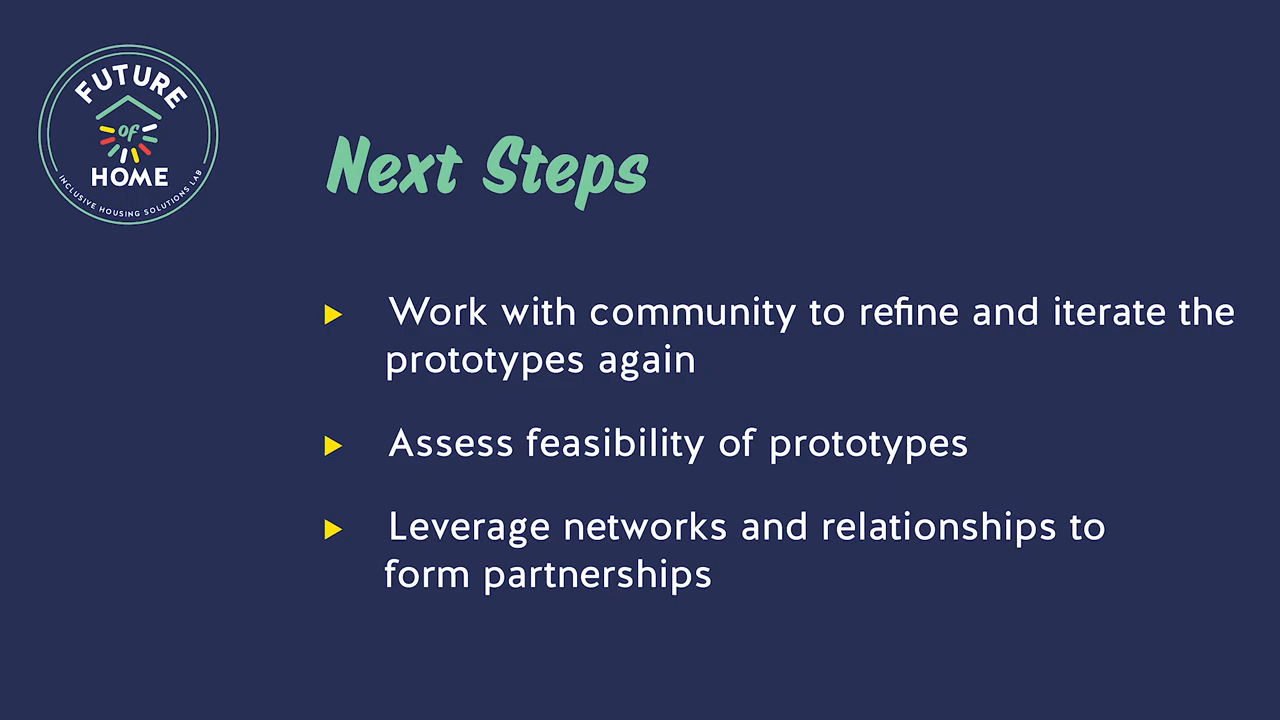 FUTURE
of
HOME
INCLUSIVE HOUSING SOLUTIONS LAB
Next Steps
Work with community to refine and iterate the
prototypes again
Assess feasibility of prototypes
Leverage networks and relationships to
form partnerships